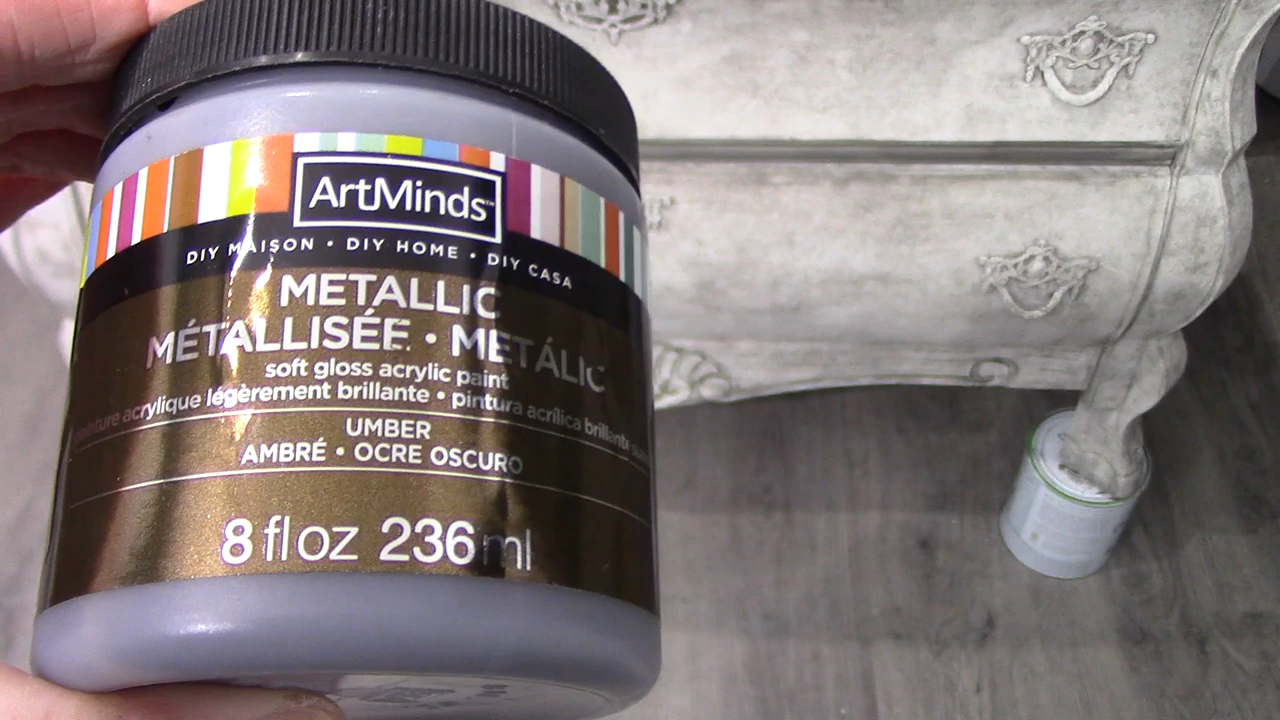 ArtMinds™
DIY MAISON • DIY HOME • DIY CASA
METALLIC
MÉTALLISÉE • METÁLIC
soft gloss acrylic paint
peinture acrylique légèrement brillante • pintura acrílica brillante
UMBER
AMBRÉ • OCRE OSCURO
8 fl oz 236 ml